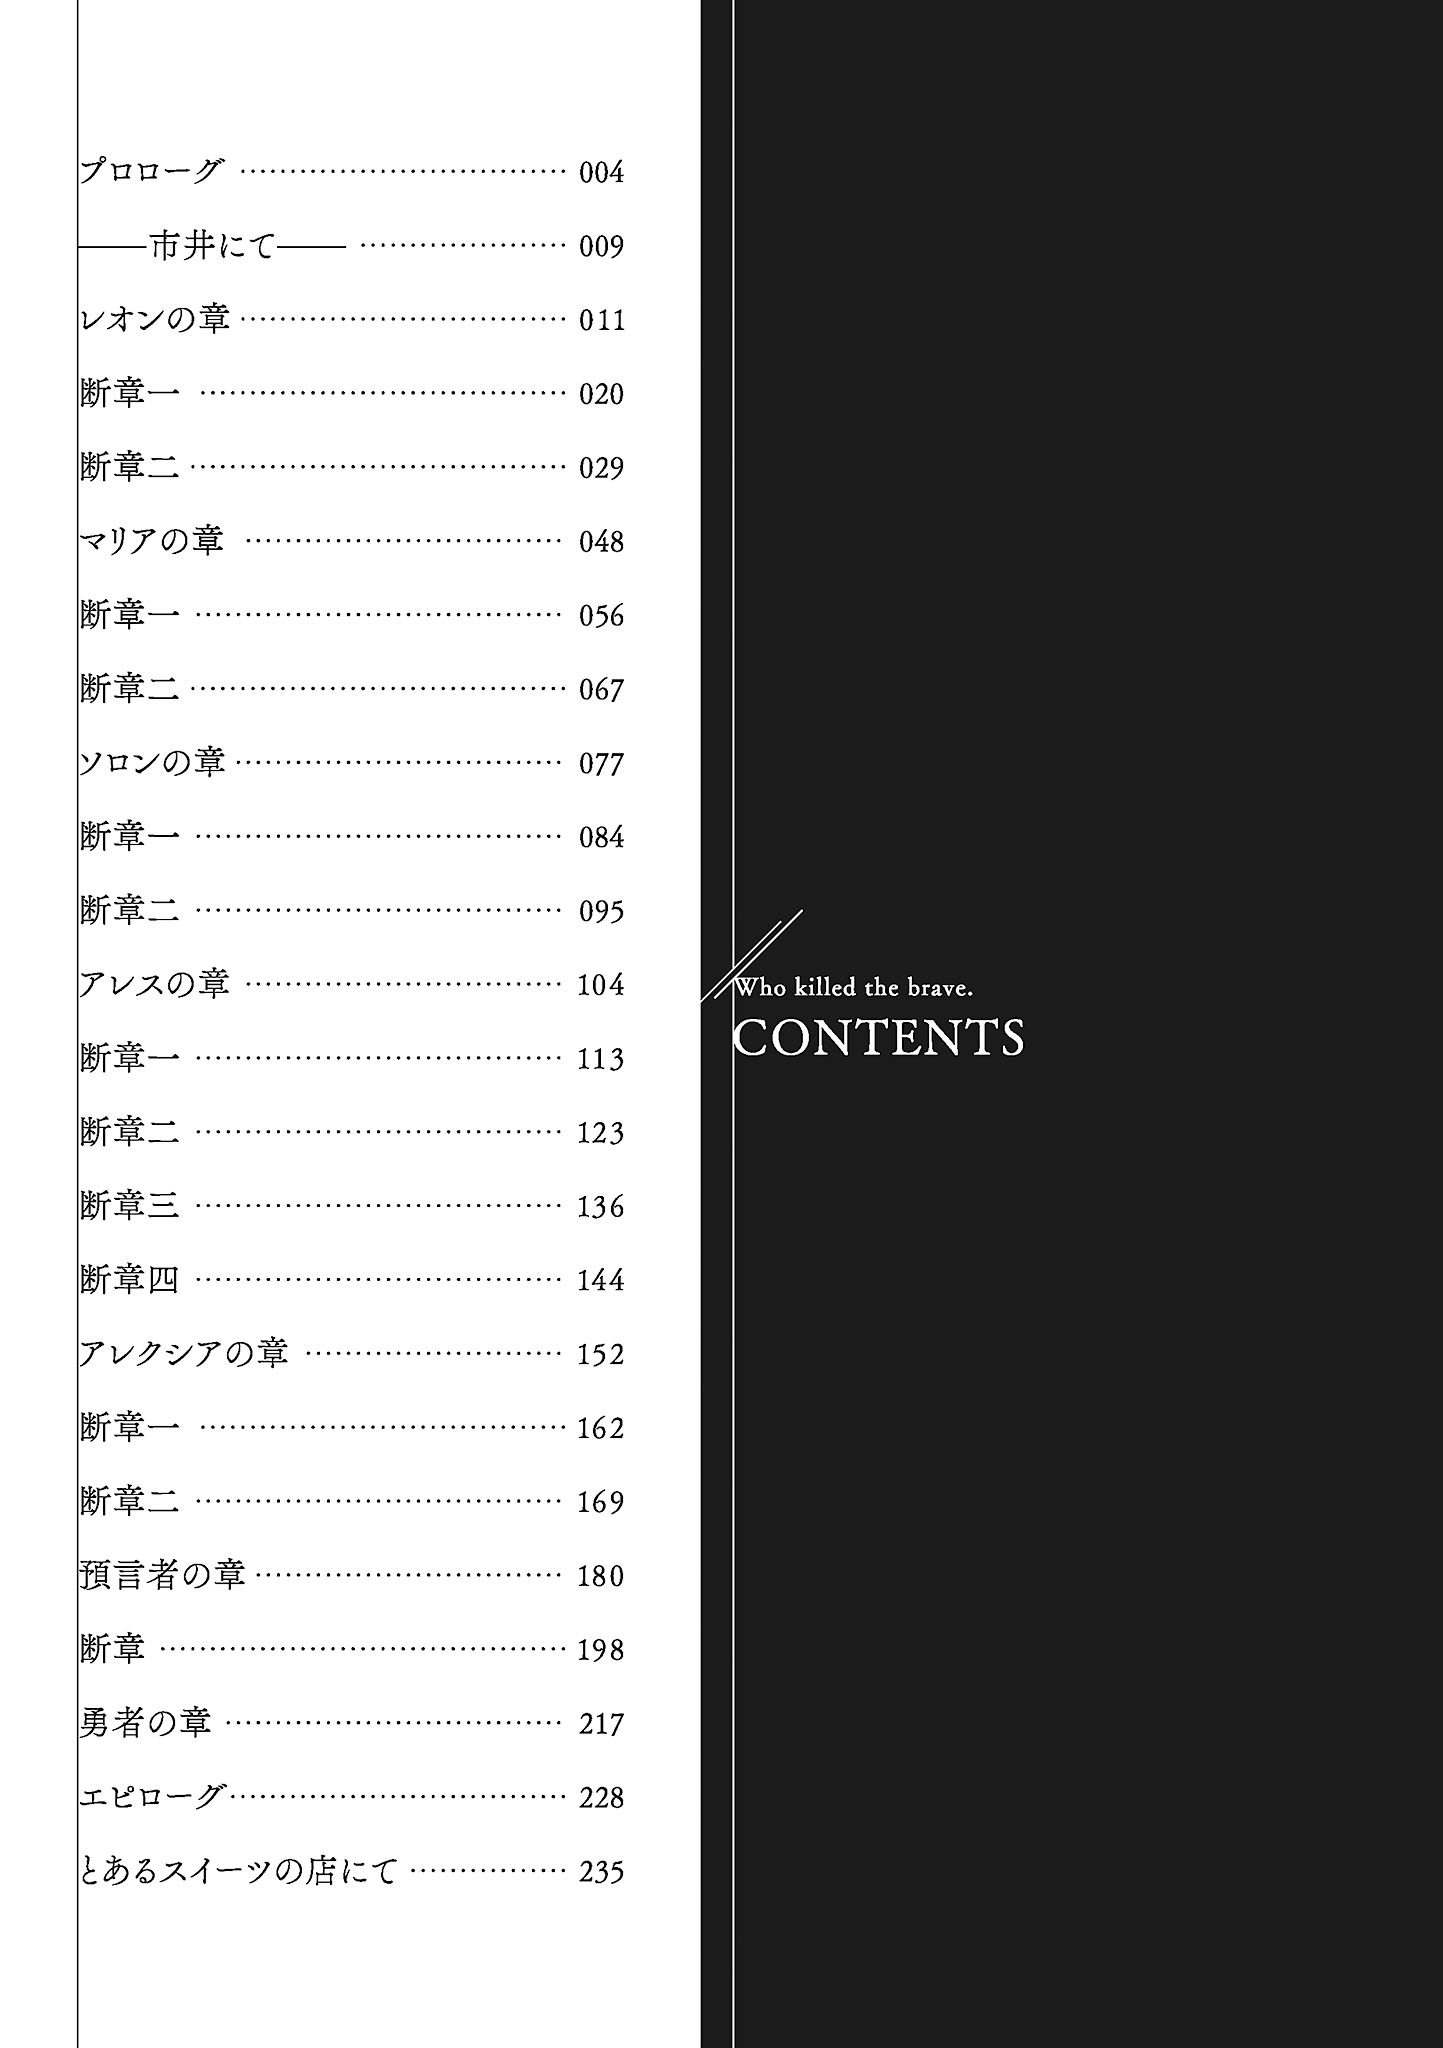 Who killed the brave.
CONTENTS
プロローグ ………………………… 004
――市井にて―― ………………… 009
レオンの章 ………………………… 011
断章一 ……………………………… 020
断章二 ……………………………… 029
マリアの章 ………………………… 048
断章一 ……………………………… 056
断章二 ……………………………… 067
ソロンの章 ………………………… 077
断章一 ……………………………… 084
断章二 ……………………………… 095
アレスの章 ………………………… 104
断章一 ……………………………… 113
断章二 ……………………………… 123
断章三 ……………………………… 136
断章四 ……………………………… 144
アレクシアの章 …………………… 152
断章一 ……………………………… 162
断章二 ……………………………… 169
預言者の章 ………………………… 180
断章 ………………………………… 198
勇者の章 …………………………… 217
エピローグ ………………………… 228
とあるスイーツの店にて ………… 235